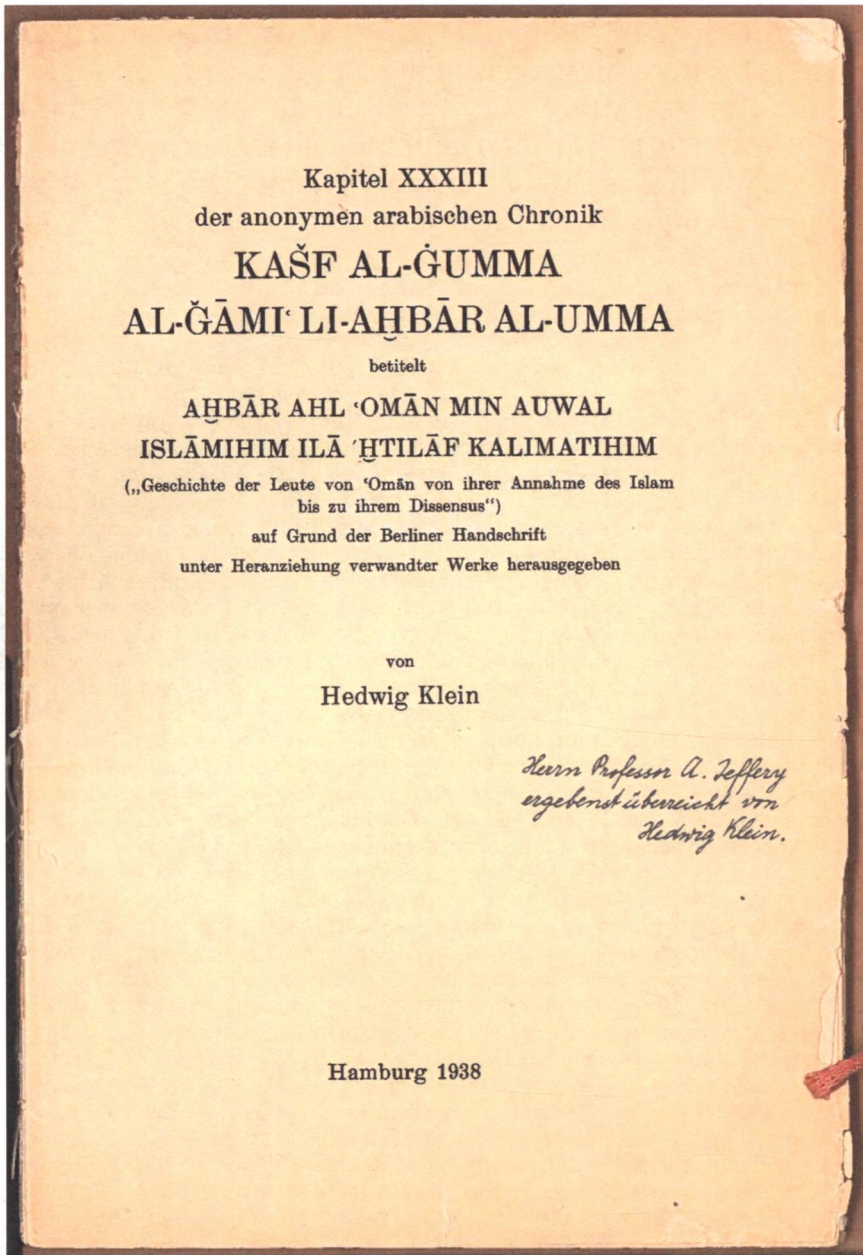 Kapitel XXXIII
der anonymen arabischen Chronik
KAŠF AL-ĠUMMA
AL-ǦĀMIʿ LI-AḪBĀR AL-UMMA
betitelt
AḪBĀR AHL ʿOMĀN MIN AUWAL
ISLĀMIHIM ILĀ ʾḪTILĀF KALIMATIHIM
(„Geschichte der Leute von ʿOmān von ihrer Annahme des Islam
bis zu ihrem Dissensus“)
auf Grund der Berliner Handschrift
unter Heranziehung verwandter Werke herausgegeben
von
Hedwig Klein
Herrn Professor A. Jeffery
ergebenst überreicht von
Hedwig Klein.
Hamburg 1938